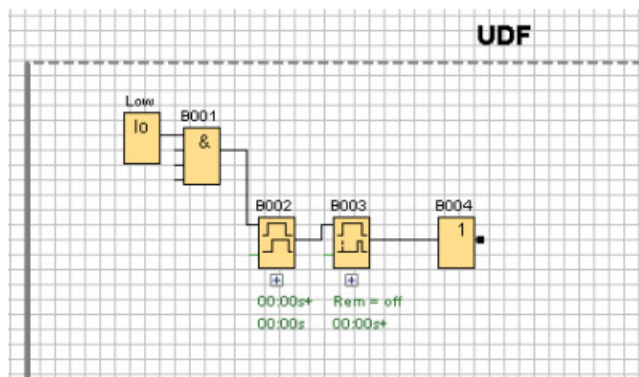 UDF
Low
B001
lo
&
B002
B003
B004
1
00:00s+
Rem = off
00:00s
00:00s+